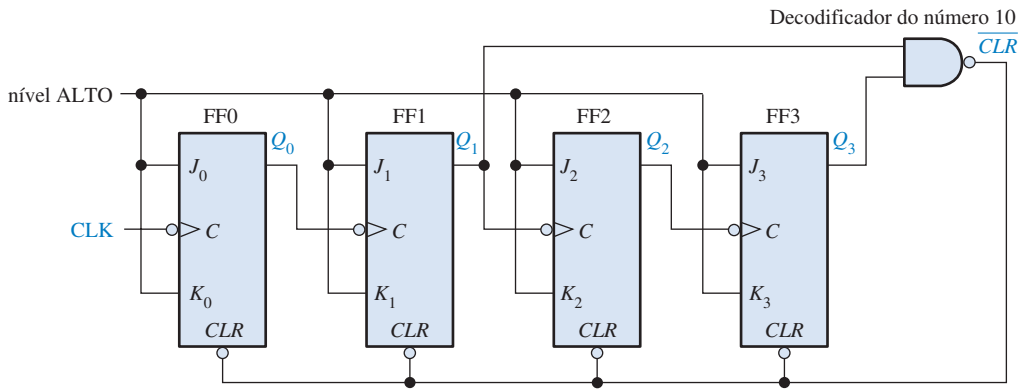 Decodificador do número 10
CLR
nível ALTO
FF0
FF1
FF2
FF3
Q0
Q1
Q2
Q3
J0
J1
J2
J3
CLK
C
C
C
C
K0
K1
K2
K3
CLR
CLR
CLR
CLR